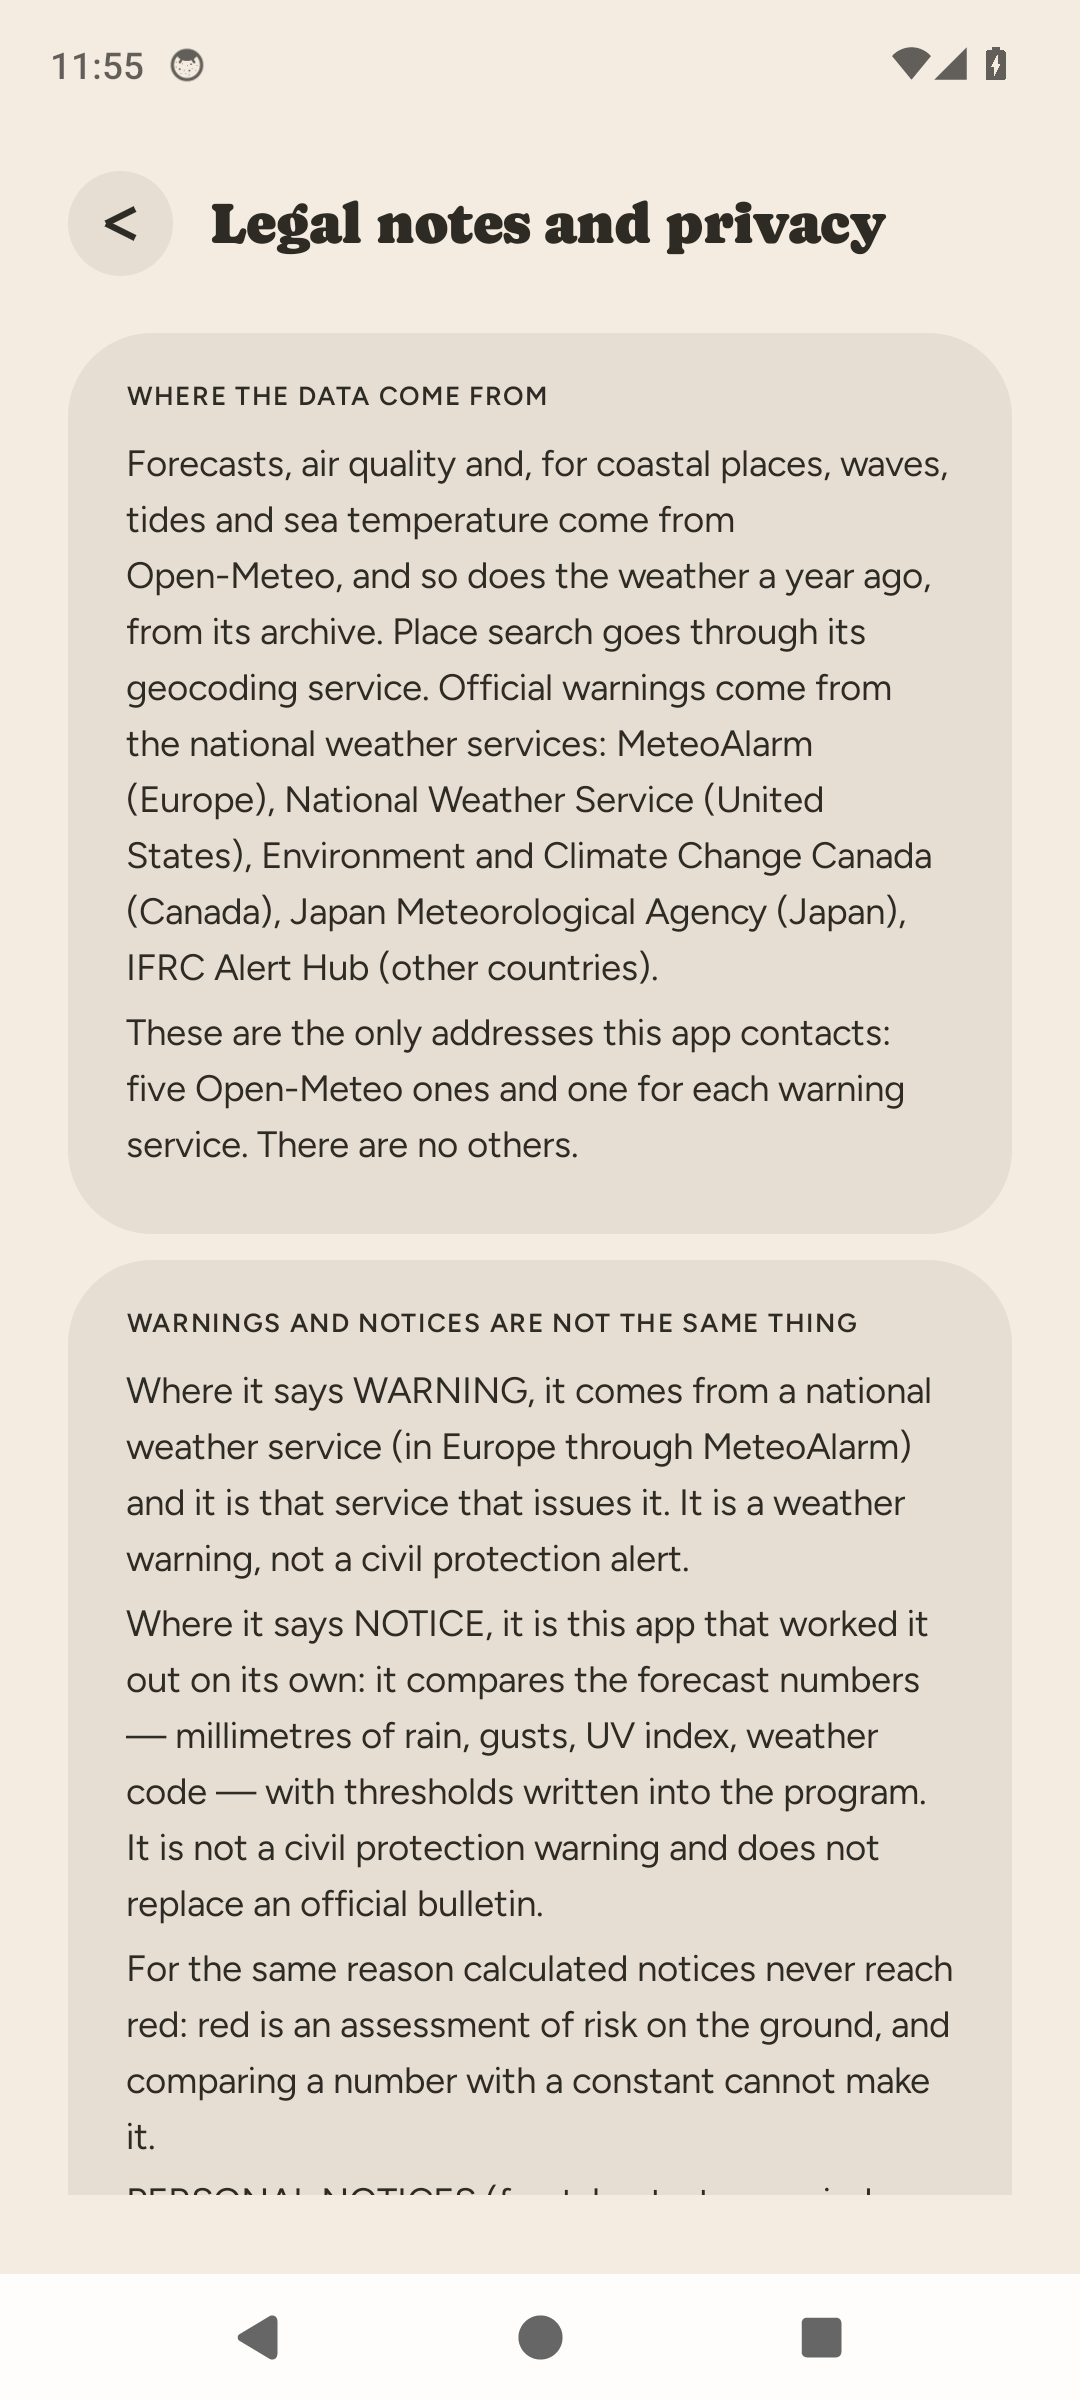 11:55
<
Legal notes and privacy
WHERE THE DATA COME FROM
Forecasts, air quality and, for coastal places, waves,
tides and sea temperature come from
Open-Meteo, and so does the weather a year ago,
from its archive. Place search goes through its
geocoding service. Official warnings come from
the national weather services: MeteoAlarm
(Europe), National Weather Service (United
States), Environment and Climate Change Canada
(Canada), Japan Meteorological Agency (Japan),
IFRC Alert Hub (other countries).
These are the only addresses this app contacts:
five Open-Meteo ones and one for each warning
service. There are no others.
WARNINGS AND NOTICES ARE NOT THE SAME THING
Where it says WARNING, it comes from a national
weather service (in Europe through MeteoAlarm)
and it is that service that issues it. It is a weather
warning, not a civil protection alert.
Where it says NOTICE, it is this app that worked it
out on its own: it compares the forecast numbers
— millimetres of rain, gusts, UV index, weather
code — with thresholds written into the program.
It is not a civil protection warning and does not
replace an official bulletin.
For the same reason calculated notices never reach
red: red is an assessment of risk on the ground, and
comparing a number with a constant cannot make
it.
PERSONAL NOTICES